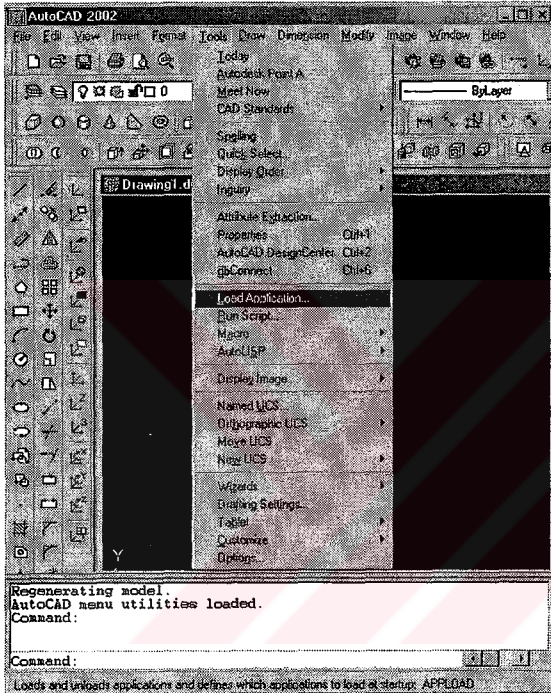 AutoCAD 2002
File Edit View Insert Format Tools Draw Dimension Modify Image Window Help
Today
Autodesk Point A
Meet Now
CAD Standards
0
ByLayer
Spelling
Quick Select...
Display Order
Inquiry
Drawing1.d
Attribute Extraction...
Properties Ctrl+1
AutoCAD DesignCenter Ctrl+2
dbConnect Ctrl+6
Load Application...
Run Script...
Macro
AutoLISP
Display Image
Named UCS...
Orthographic UCS
Move UCS
New UCS
Wizards
Drafting Settings...
Tablet
Customize
Options...
Y
Regenerating model.
AutoCAD menu utilities loaded.
Command:
Command:
Loads and unloads applications and defines which applications to load at startup: APPLOAD